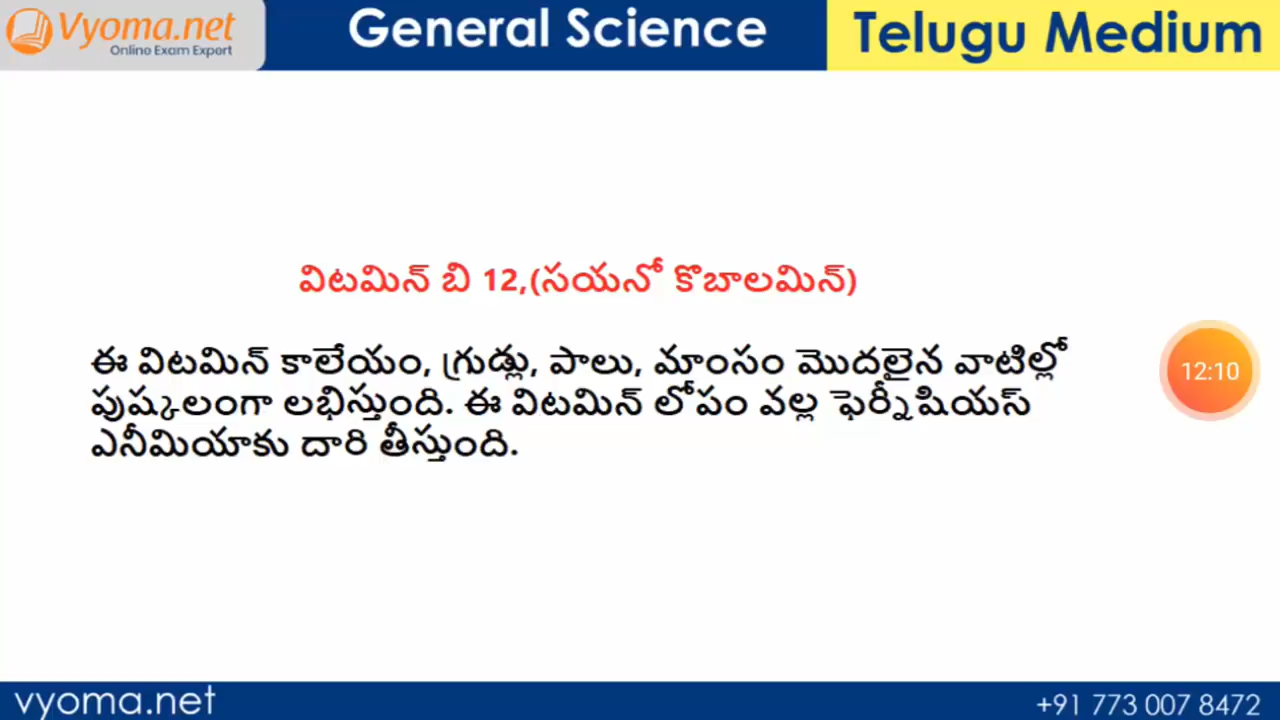 Vyoma.net
Online Exam Expert
General Science
Telugu Medium
విటమిన్ బి 12,(సయనో కొబాలమిన్)
ఈ విటమిన్ కాలేయం, గ్రుడ్లు, పాలు, మాంసం మొదలైన వాటిల్లో
పుష్కలంగా లభిస్తుంది. ఈ విటమిన్ లోపం వల్ల ఫెర్నీషియస్
ఎనీమియాకు దారి తీస్తుంది.
12:10
vyoma.net
+91 773 007 8472